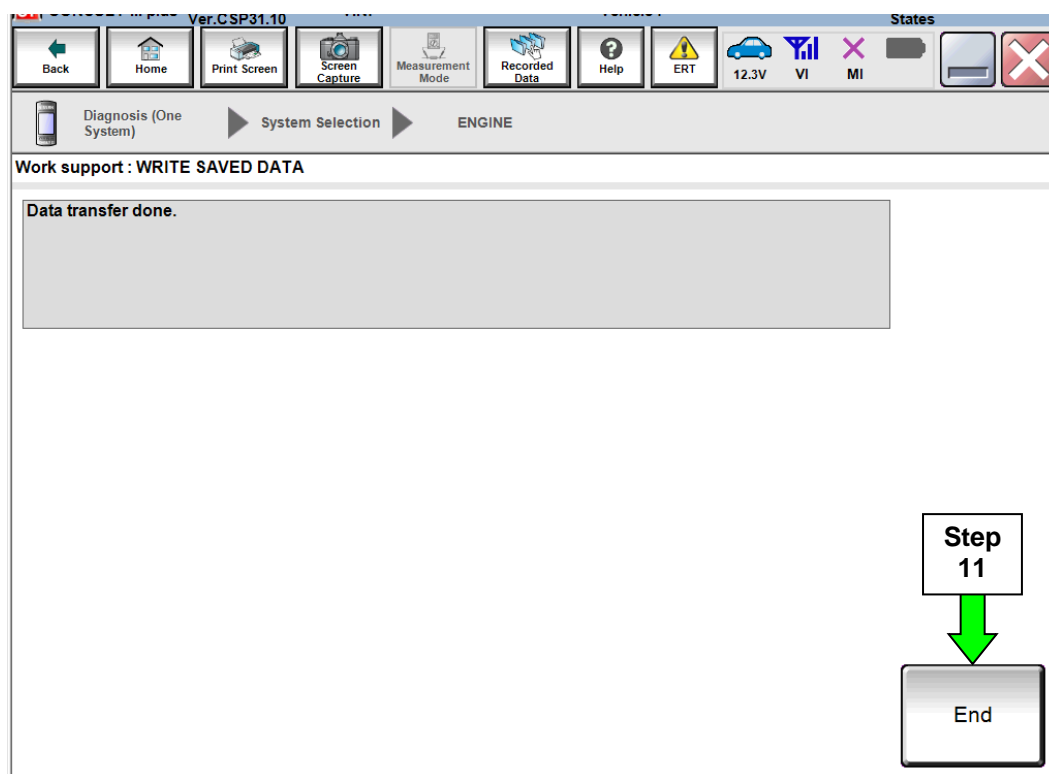 Ver.CSP31.10
States
Back
Home
Print Screen
Screen
Capture
Measurement
Mode
Recorded
Data
Help
ERT
12.3V
VI
MI
Diagnosis (One
System)
System Selection
ENGINE
Work support : WRITE SAVED DATA
Data transfer done.
Step
11
End